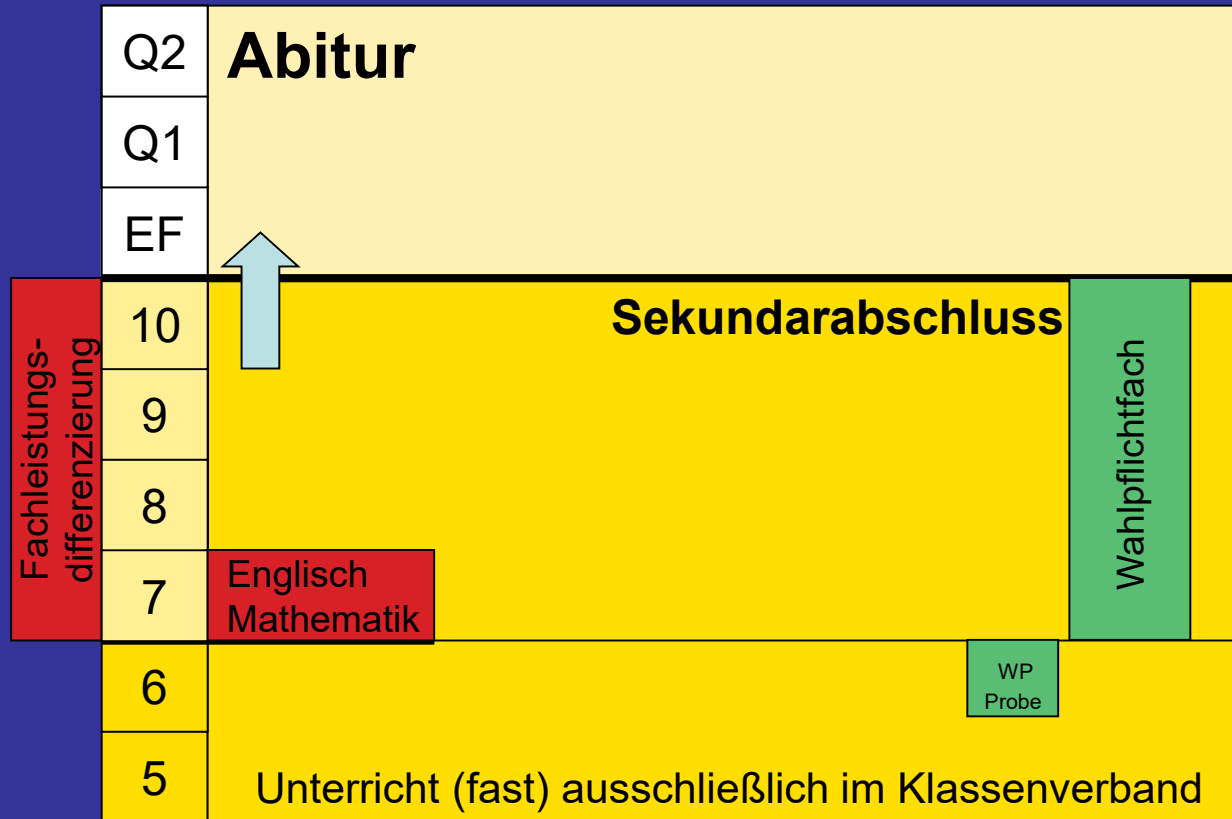 Q2
Abitur
Q1
EF
Fachleistungs-
differenzierung
10
Sekundarabschluss
9
8
Wahlpflichtfach
7
Englisch
Mathematik
6
WP
Probe
5
Unterricht (fast) ausschließlich im Klassenverband